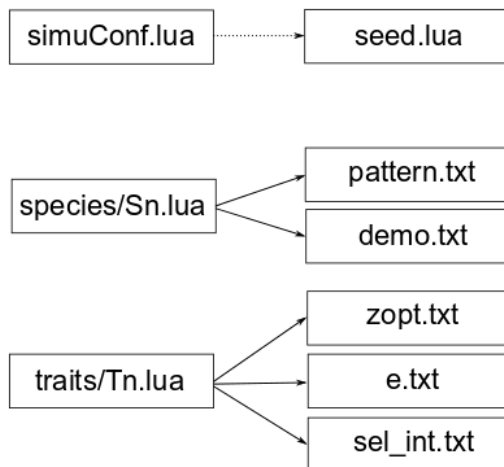 simuConf.lua
seed.lua
species/Sn.lua
pattern.txt
demo.txt
traits/Tn.lua
zopt.txt
e.txt
sel_int.txt